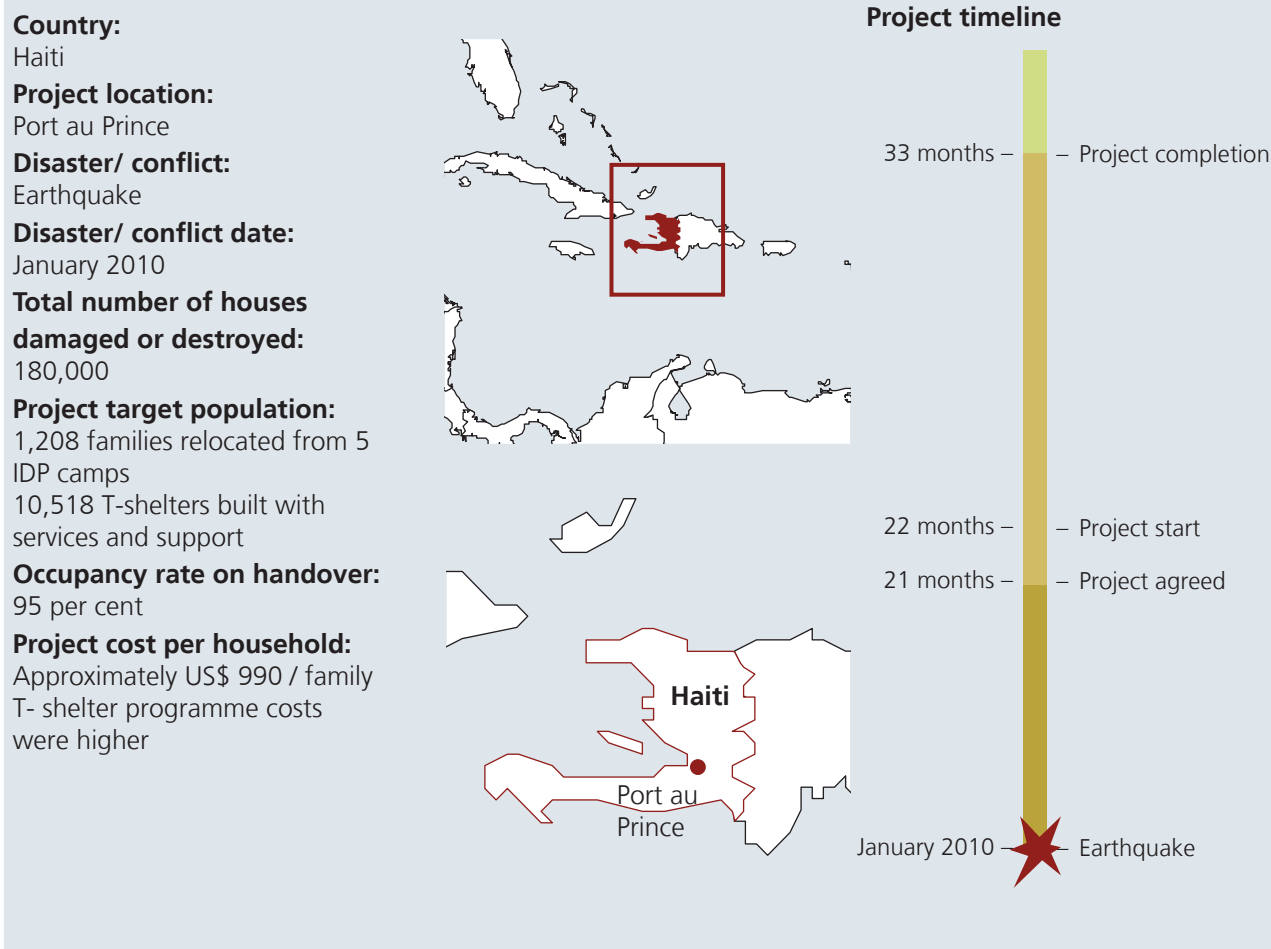 Country:
Haiti
Project location:
Port au Prince
Disaster/ conflict:
Earthquake
Disaster/ conflict date:
January 2010
Total number of houses
damaged or destroyed:
180,000
Project target population:
1,208 families relocated from 5
IDP camps
10,518 T-shelters built with
services and support
Occupancy rate on handover:
95 per cent
Project cost per household:
Approximately US$ 990 / family
T- shelter programme costs
were higher
Haiti
Port au
Prince
Project timeline
33 months – – Project completion
22 months – – Project start
21 months – – Project agreed
January 2010 – – Earthquake